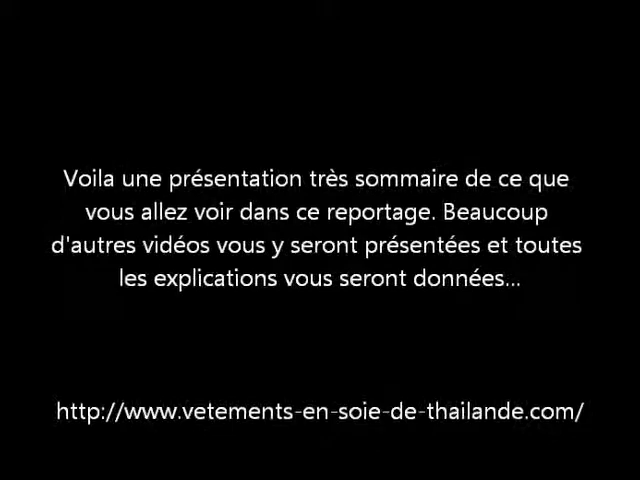 Voila une présentation très sommaire de ce que
vous allez voir dans ce reportage. Beaucoup
d'autres vidéos vous y seront présentées et toutes
les explications vous seront données...
http://www.vetements-en-soie-de-thailande.com/